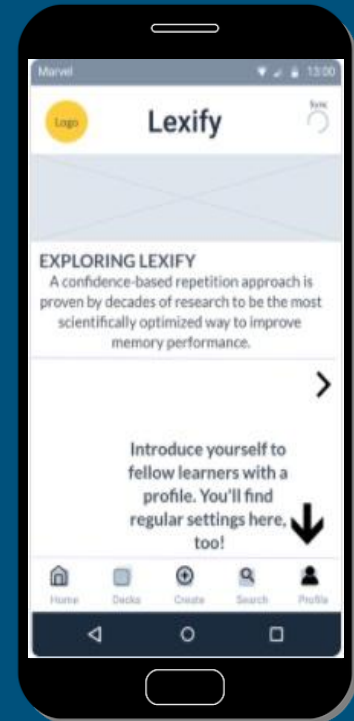 Marvel 13:00
Logo Lexify Sync
EXPLORING LEXIFY
A confidence-based repetition approach is
proven by decades of research to be the most
scientifically optimized way to improve
memory performance.
Introduce yourself to
fellow learners with a
profile. You'll find
regular settings here,
too!
Home Decks Create Search Profile